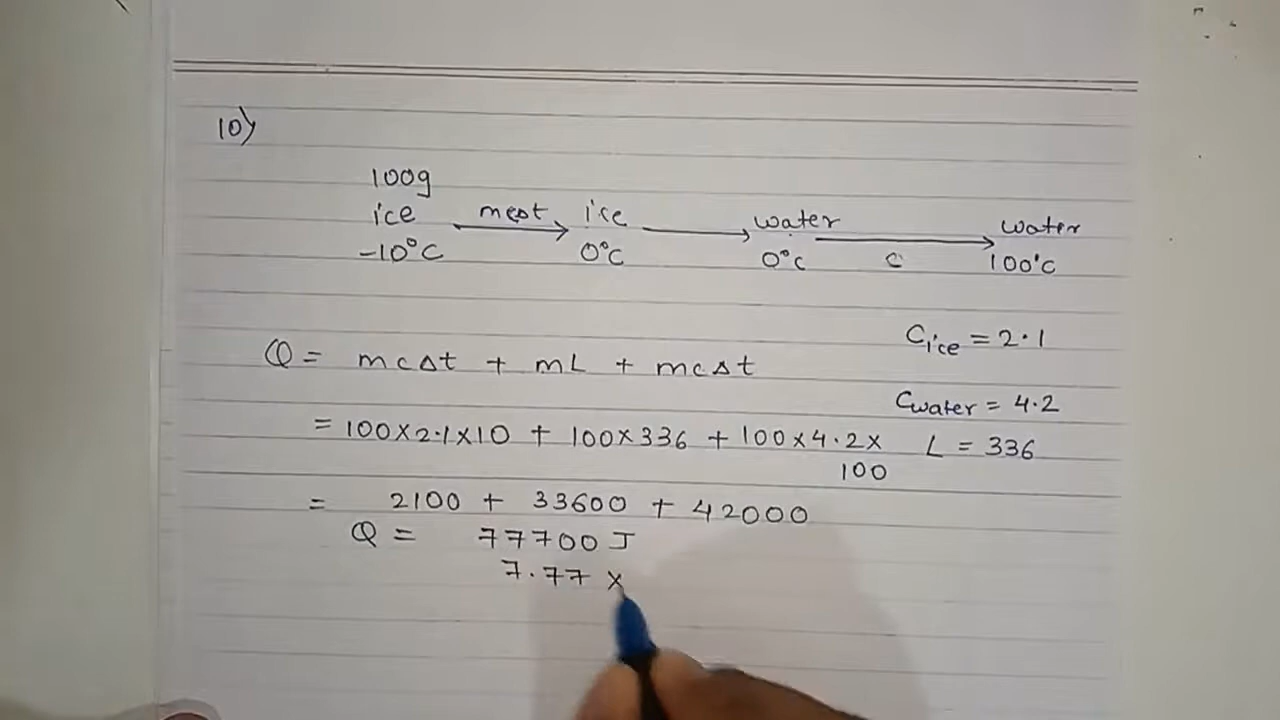 10)
100g
ice meat ice water water
-10°C 0°C 0°C C 100°C
Cice = 2.1
Q = mcΔt + mL + mcΔt
Cwater = 4.2
= 100×2.1×10 + 100×336 + 100×4.2× L = 336
100
= 2100 + 33600 + 42000
Q = 77700 J
7.77 ×